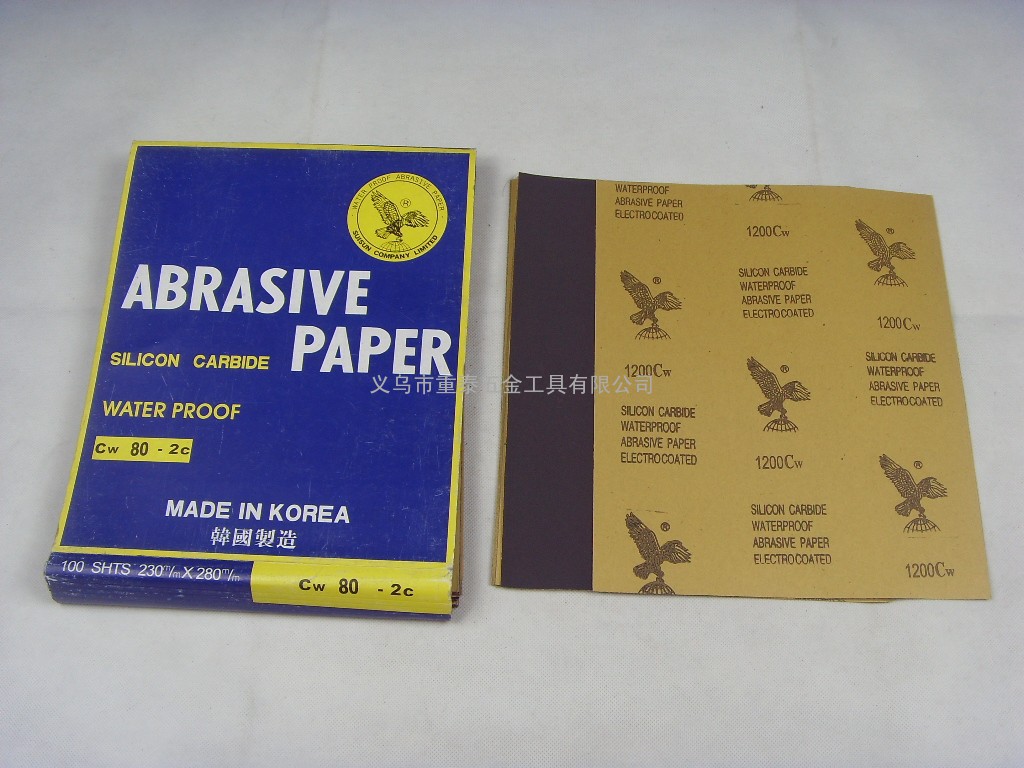 WATER PROOF ABRASIVE PAPER
®
SUISUN COMPANY LIMITED
ABRASIVE
PAPER
SILICON CARBIDE
WATER PROOF
Cw 80 - 2c
MADE IN KOREA
韓國製造
100 SHTS 230m/m X 280m/m
Cw 80 - 2c
WATERPROOF
ABRASIVE PAPER
ELECTROCOATED
1200Cw
®
1200Cw
SILICON CARBIDE
WATERPROOF
ABRASIVE PAPER
ELECTROCOATED
®
1200Cw
SILICON CARBIDE
WATERPROOF
ABRASIVE PAPER
ELECTROCOATED
®
1200Cw
SILICON CARBIDE
WATERPROOF
ABRASIVE PAPER
ELECTROCOATED
®
1200Cw
SILICON CARBIDE
WATERPROOF
ABRASIVE PAPER
ELECTROCOATED
®
义乌市重泰五金工具有限公司